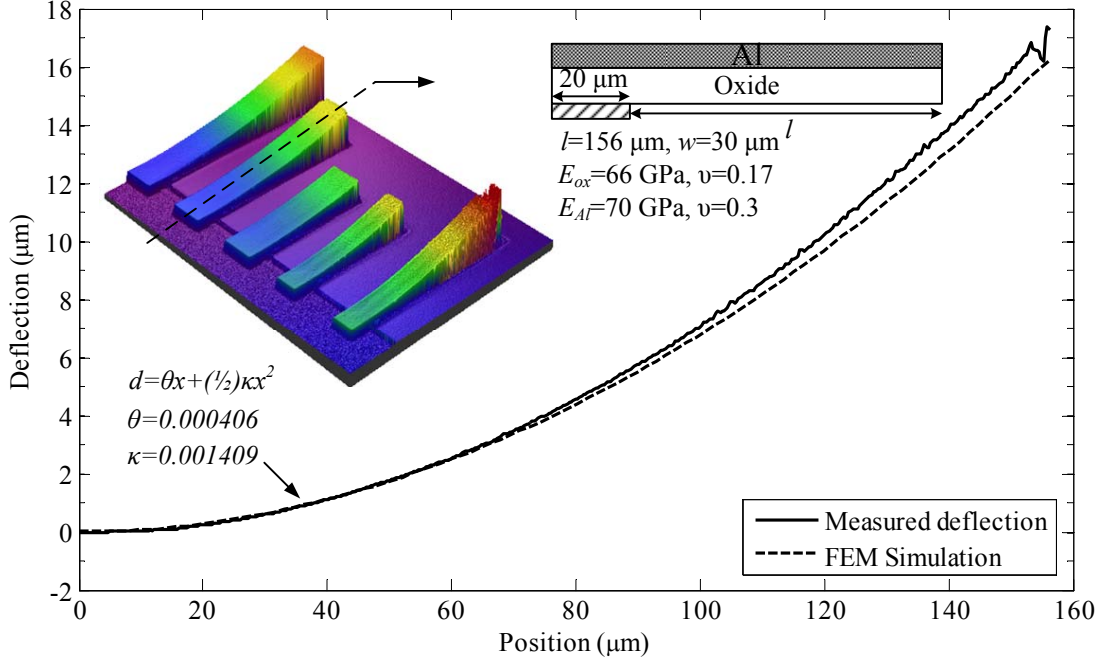 18
16
14
12
10
8
6
4
2
0
-2
Deflection (μm)
Al
20 μm
Oxide
l
l=156 μm, w=30 μm
E_ox=66 GPa, υ=0.17
E_Al=70 GPa, υ=0.3
d=θx+(½)κx²
θ=0.000406
κ=0.001409
Measured deflection
FEM Simulation
0 20 40 60 80 100 120 140 160
Position (μm)